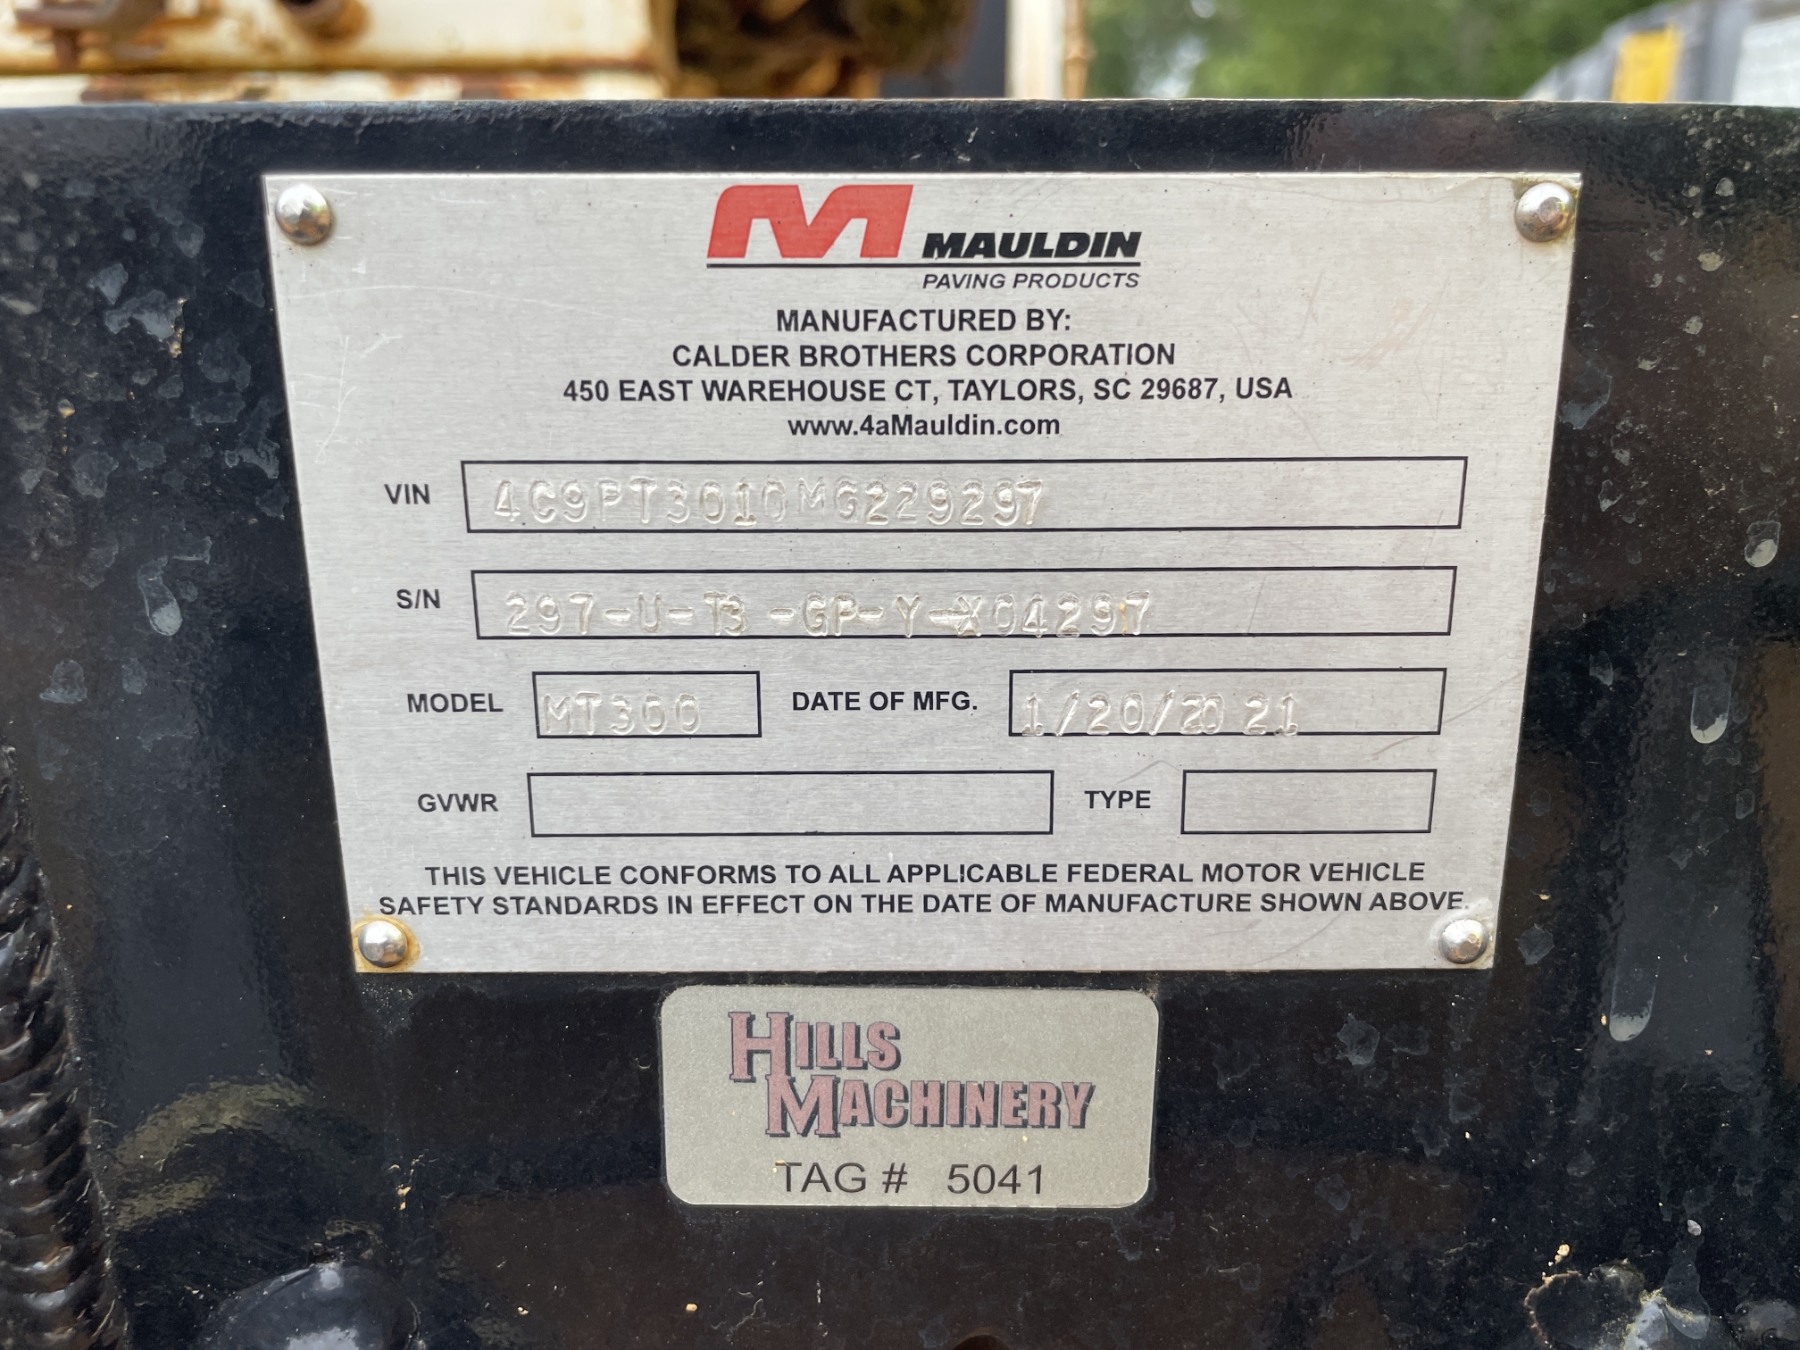 MAULDIN
PAVING PRODUCTS
MANUFACTURED BY:
CALDER BROTHERS CORPORATION
450 EAST WAREHOUSE CT, TAYLORS, SC 29687, USA
www.4aMauldin.com
VIN 4C9PT3010MG229297
S/N 297-U-T3-GP-Y-X04297
MODEL MT300 DATE OF MFG. 1/20/2021
GVWR TYPE
THIS VEHICLE CONFORMS TO ALL APPLICABLE FEDERAL MOTOR VEHICLE
SAFETY STANDARDS IN EFFECT ON THE DATE OF MANUFACTURE SHOWN ABOVE.
HILLS
MACHINERY
TAG # 5041